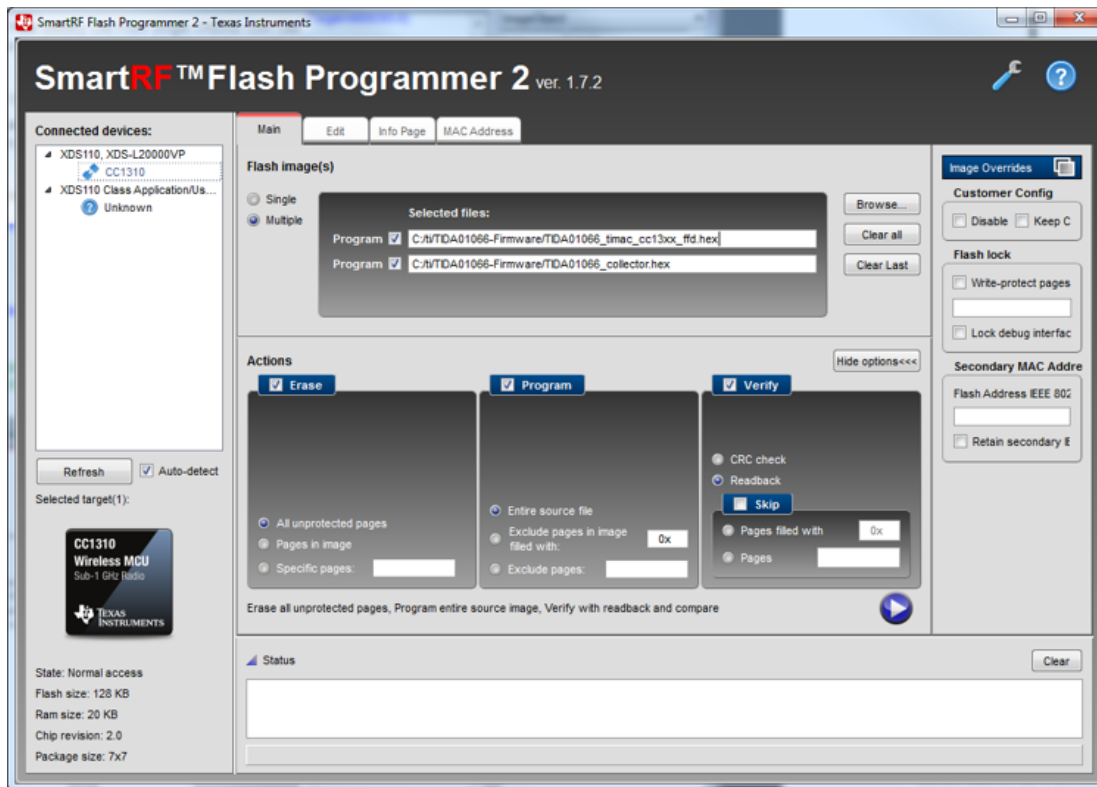 SmartRF Flash Programmer 2 - Texas Instruments
SmartRF™Flash Programmer 2 ver. 1.7.2
Connected devices:
XDS110, XDS-L20000VP
CC1310
XDS110 Class Application/Us...
Unknown
Refresh
Auto-detect
Selected target(1):
CC1310
Wireless MCU
Sub-1 GHz Radio
TEXAS
INSTRUMENTS
State: Normal access
Flash size: 128 KB
Ram size: 20 KB
Chip revision: 2.0
Package size: 7x7
Main
Edit
Info Page
MAC Address
Flash image(s)
Single
Multiple
Selected files:
Program C:/ti/TIDA01066-Firmware/TIDA01066_timac_cc13xx_ffd.hex
Program C:/ti/TIDA01066-Firmware/TIDA01066_collector.hex
Browse...
Clear all
Clear Last
Actions
Hide options<<<
Erase
All unprotected pages
Pages in image
Specific pages:
Program
Entire source file
Exclude pages in image
filled with:
0x
Exclude pages:
Verify
CRC check
Readback
Skip
Pages filled with
0x
Pages
Erase all unprotected pages, Program entire source image, Verify with readback and compare
Status
Clear
Image Overrides
Customer Config
Disable
Keep C
Flash lock
Write-protect pages
Lock debug interfac
Secondary MAC Addre
Flash Address IEEE 802
Retain secondary E